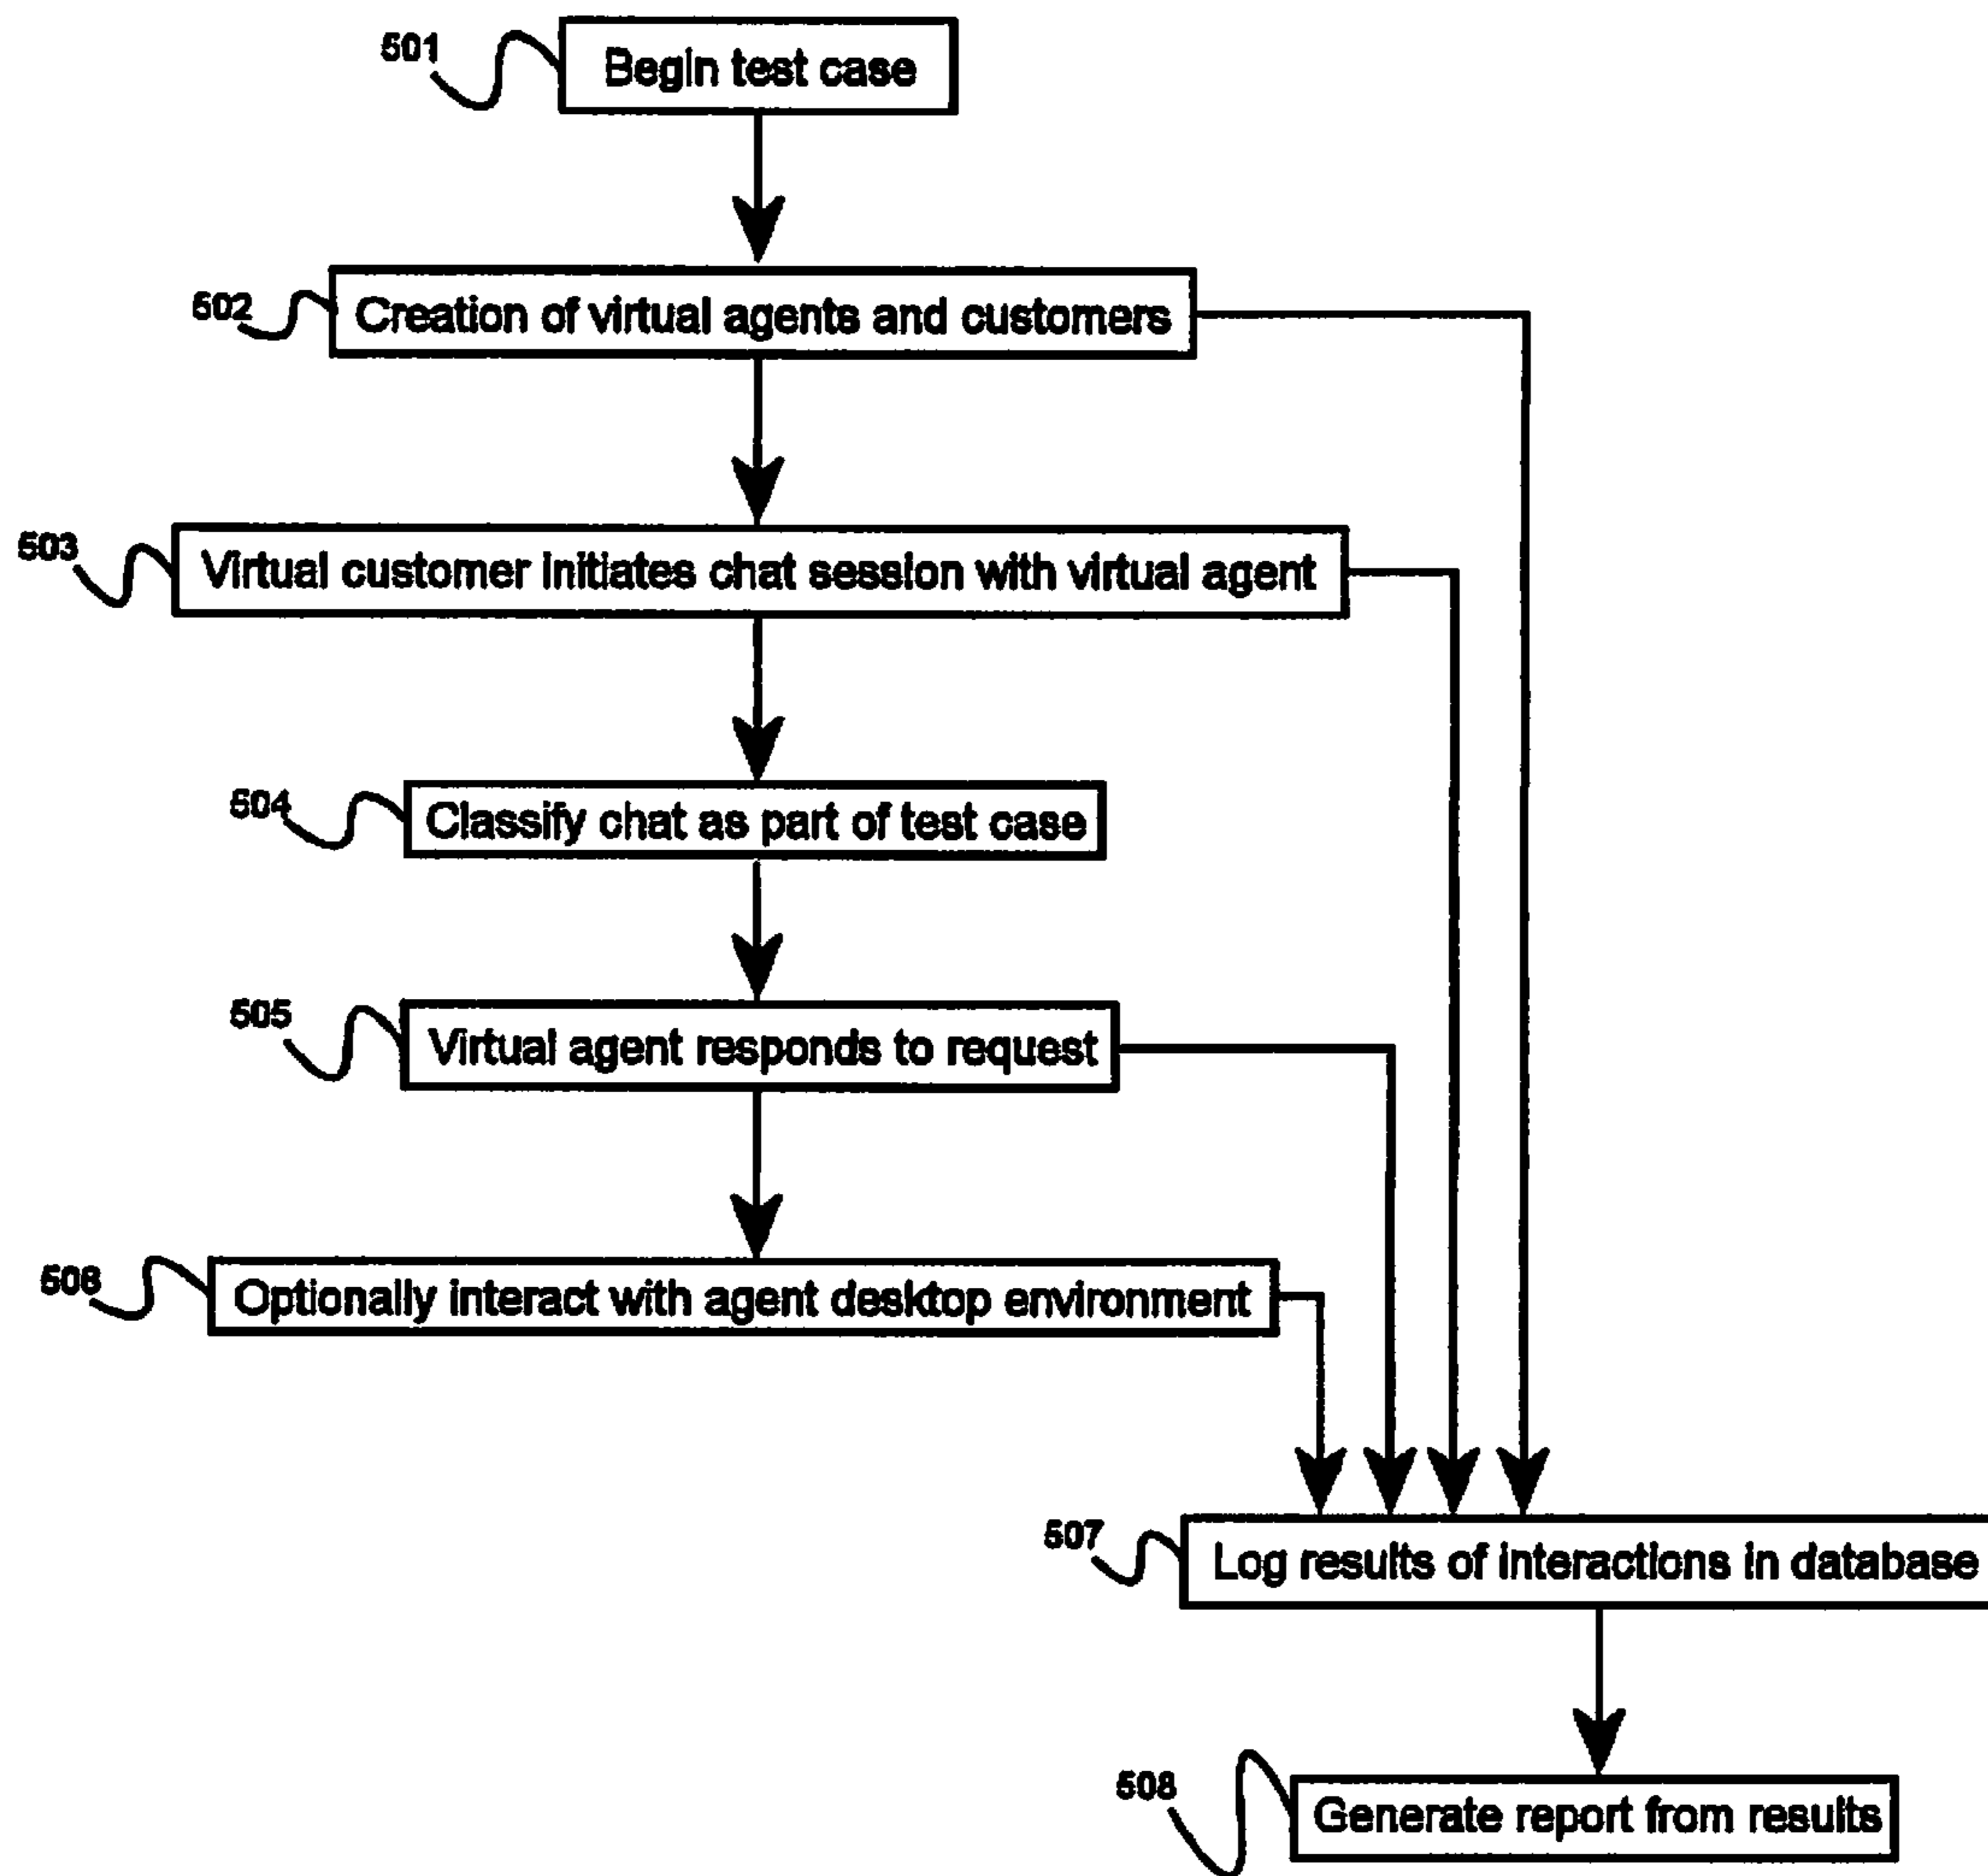 501
Begin test case
502
Creation of virtual agents and customers
503
Virtual customer initiates chat session with virtual agent
504
Classify chat as part of test case
505
Virtual agent responds to request
506
Optionally interact with agent desktop environment
507
Log results of interactions in database
508
Generate report from results